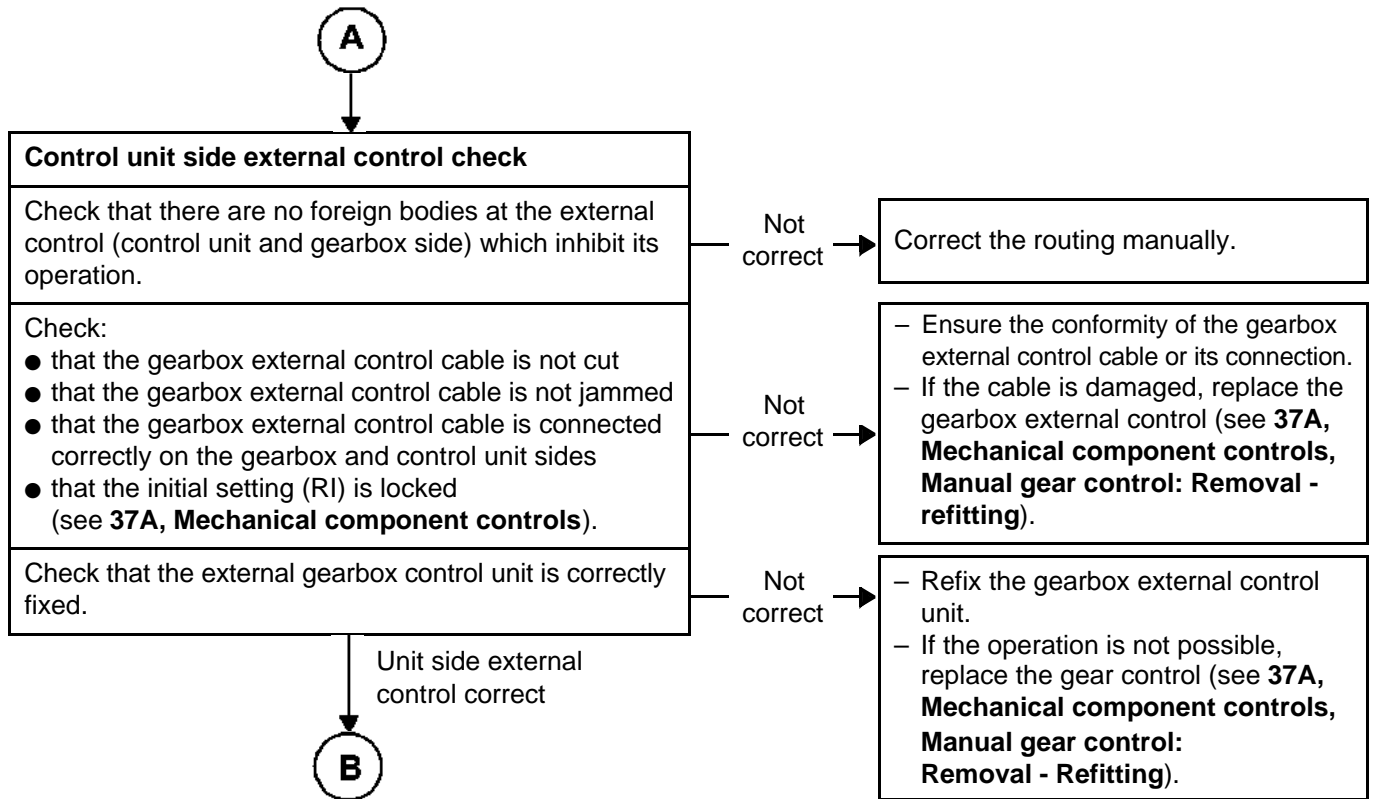 A
Control unit side external control check
Check that there are no foreign bodies at the external
control (control unit and gearbox side) which inhibit its
operation.
Not
correct
Correct the routing manually.
Check:
● that the gearbox external control cable is not cut
● that the gearbox external control cable is not jammed
● that the gearbox external control cable is connected
correctly on the gearbox and control unit sides
● that the initial setting (RI) is locked
(see 37A, Mechanical component controls).
Not
correct
– Ensure the conformity of the gearbox
external control cable or its connection.
– If the cable is damaged, replace the
gearbox external control (see 37A,
Mechanical component controls,
Manual gear control: Removal -
refitting).
Check that the external gearbox control unit is correctly
fixed.
Not
correct
– Refix the gearbox external control
unit.
– If the operation is not possible,
replace the gear control (see 37A,
Mechanical component controls,
Manual gear control:
Removal - Refitting).
Unit side external
control correct
B